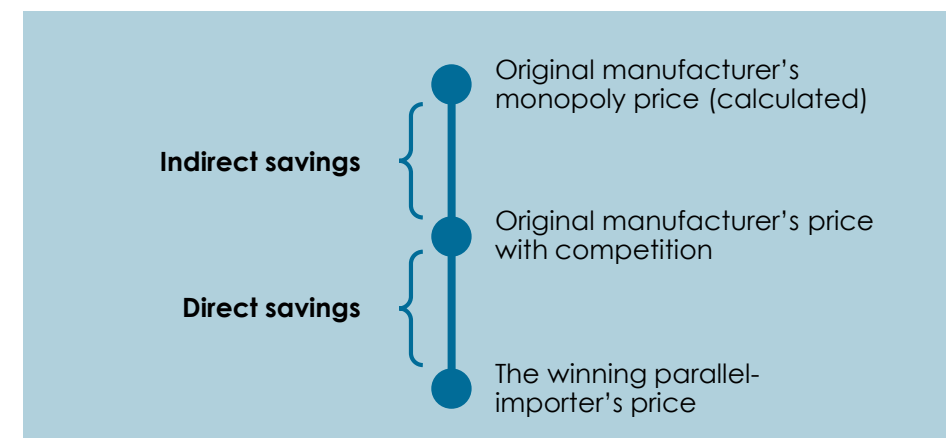 Original manufacturer’s
monopoly price (calculated)
Indirect savings
Original manufacturer’s price
with competition
Direct savings
The winning parallel-
importer’s price